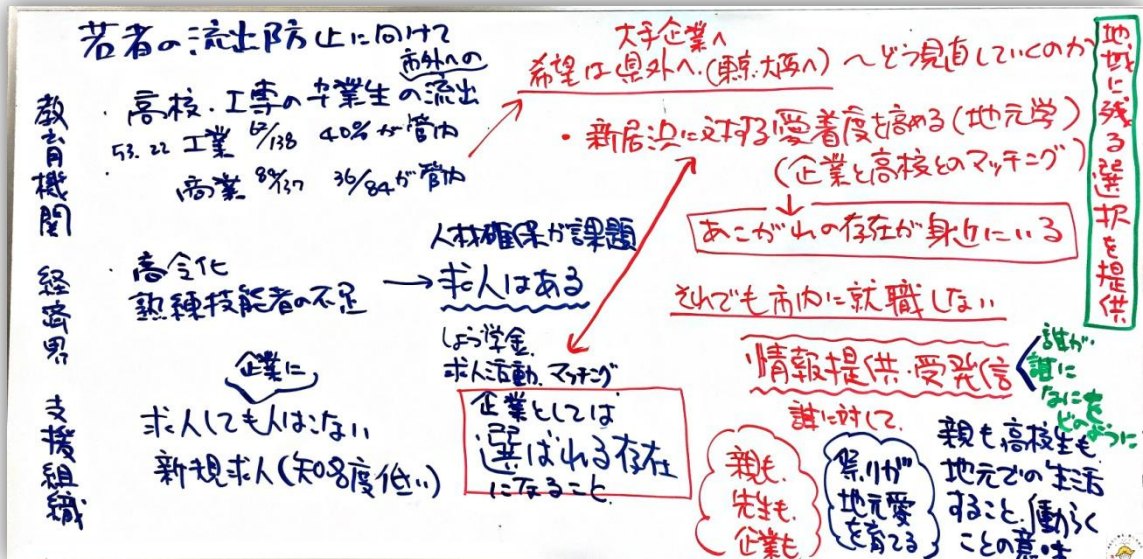 若者の流出防止に向けて
教育機関
市外への
高校・工専の卒業生の流出
53.22 工業 62/138 40%が管内
商業 89/137 36/84が管内
大手企業へ
希望は県外へ(東京、大阪へ)〜どう見直していくのか
・新居浜に対する愛着度を高める(地元学)
(企業と高校とのマッチング)
あこがれの存在が身近にいる
地域に残る選択を提供
経済界
・高令化
熟練技能者の不足
人材確保が課題
→求人はある
それでも市内に就職しない
しょう学金
求人活動、マッチング
企業としては
選ばれる存在
になること
情報提供・受発信
誰が
誰に
なにを
どのように
支援組織
企業に
求人しても人はこない
新規求人(知名度低い)
誰に対して
親も、
先生も、
企業も
祭りが
地元愛
を育てる
親も高校生も
地元での生活
すること、働らく
ことの意味